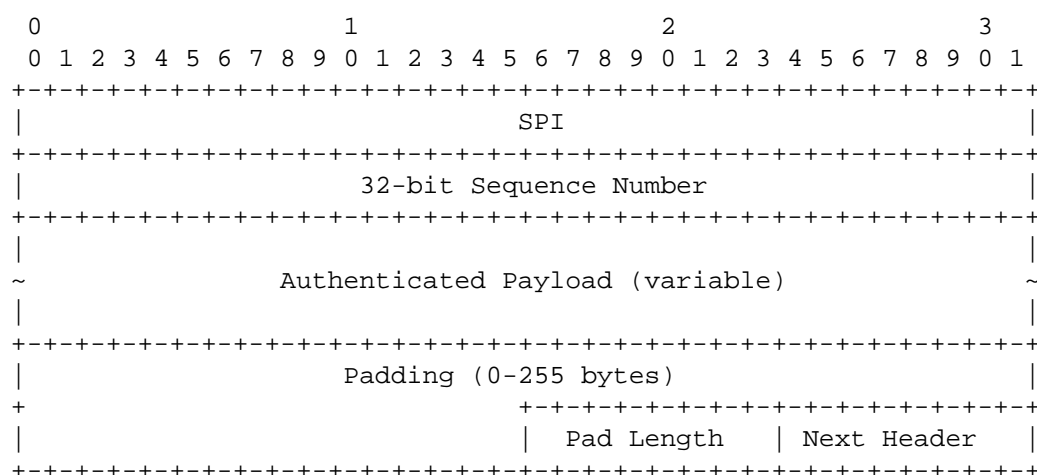 0                   1                   2                   3
 0 1 2 3 4 5 6 7 8 9 0 1 2 3 4 5 6 7 8 9 0 1 2 3 4 5 6 7 8 9 0 1
+-+-+-+-+-+-+-+-+-+-+-+-+-+-+-+-+-+-+-+-+-+-+-+-+-+-+-+-+-+-+-+-+
|                               SPI                             |
+-+-+-+-+-+-+-+-+-+-+-+-+-+-+-+-+-+-+-+-+-+-+-+-+-+-+-+-+-+-+-+-+
|                     32-bit Sequence Number                    |
+-+-+-+-+-+-+-+-+-+-+-+-+-+-+-+-+-+-+-+-+-+-+-+-+-+-+-+-+-+-+-+-+
|                                                               |
~                Authenticated Payload (variable)               ~
|                                                               |
+-+-+-+-+-+-+-+-+-+-+-+-+-+-+-+-+-+-+-+-+-+-+-+-+-+-+-+-+-+-+-+-+
|                    Padding (0-255 bytes)                      |
+                               +-+-+-+-+-+-+-+-+-+-+-+-+-+-+-+-+
|                               |  Pad Length   | Next Header   |
+-+-+-+-+-+-+-+-+-+-+-+-+-+-+-+-+-+-+-+-+-+-+-+-+-+-+-+-+-+-+-+-+